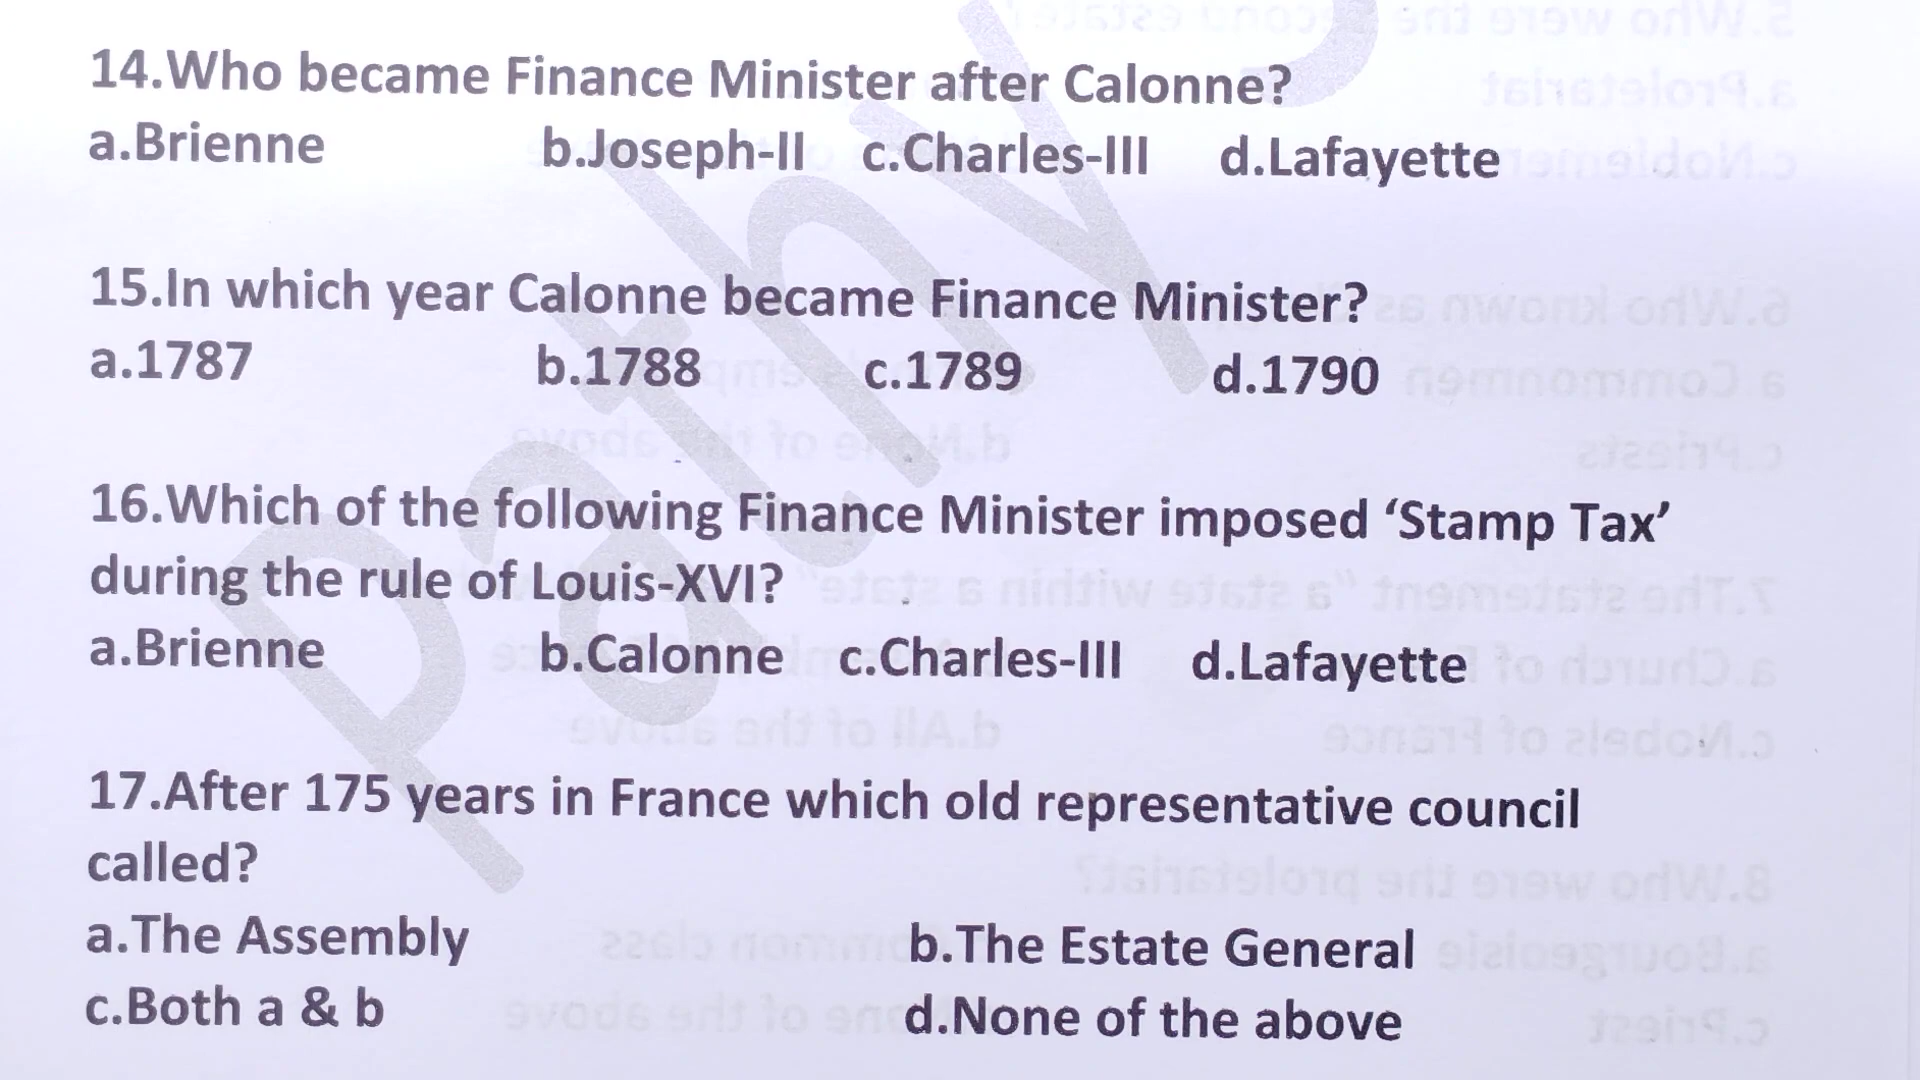 14.Who became Finance Minister after Calonne?
a.Brienne b.Joseph-II c.Charles-III d.Lafayette
15.In which year Calonne became Finance Minister?
a.1787 b.1788 c.1789 d.1790
16.Which of the following Finance Minister imposed ‘Stamp Tax’
during the rule of Louis-XVI?
a.Brienne b.Calonne c.Charles-III d.Lafayette
17.After 175 years in France which old representative council
called?
a.The Assembly b.The Estate General
c.Both a & b d.None of the above